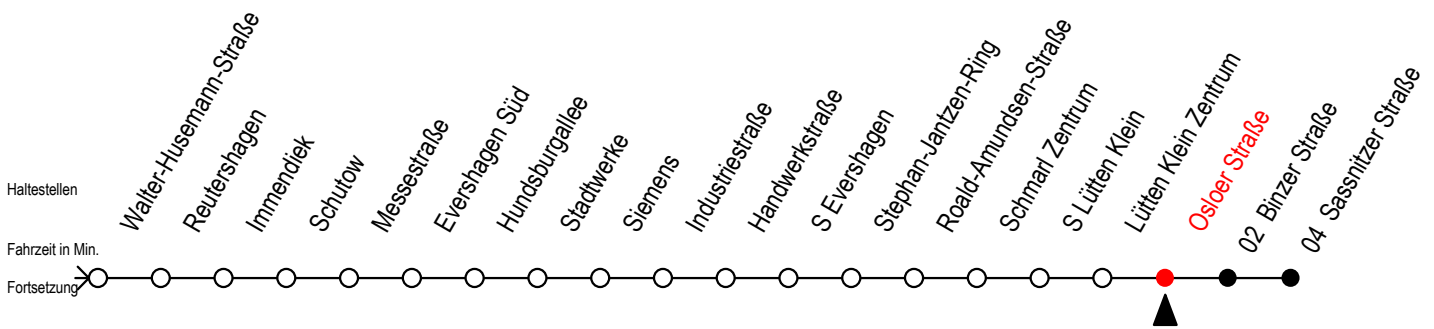 Haltestellen
Walter-Husemann-Straße
Reutershagen
Immendiek
Schutow
Messestraße
Evershagen Süd
Hundsburgallee
Stadtwerke
Siemens
Industriestraße
Handwerkstraße
S Evershagen
Stephan-Jantzen-Ring
Roald-Amundsen-Straße
Schmarl Zentrum
S Lütten Klein
Lütten Klein Zentrum
Osloer Straße
02 Binzer Straße
04 Sassnitzer Straße
Fahrzeit in Min.
Fortsetzung